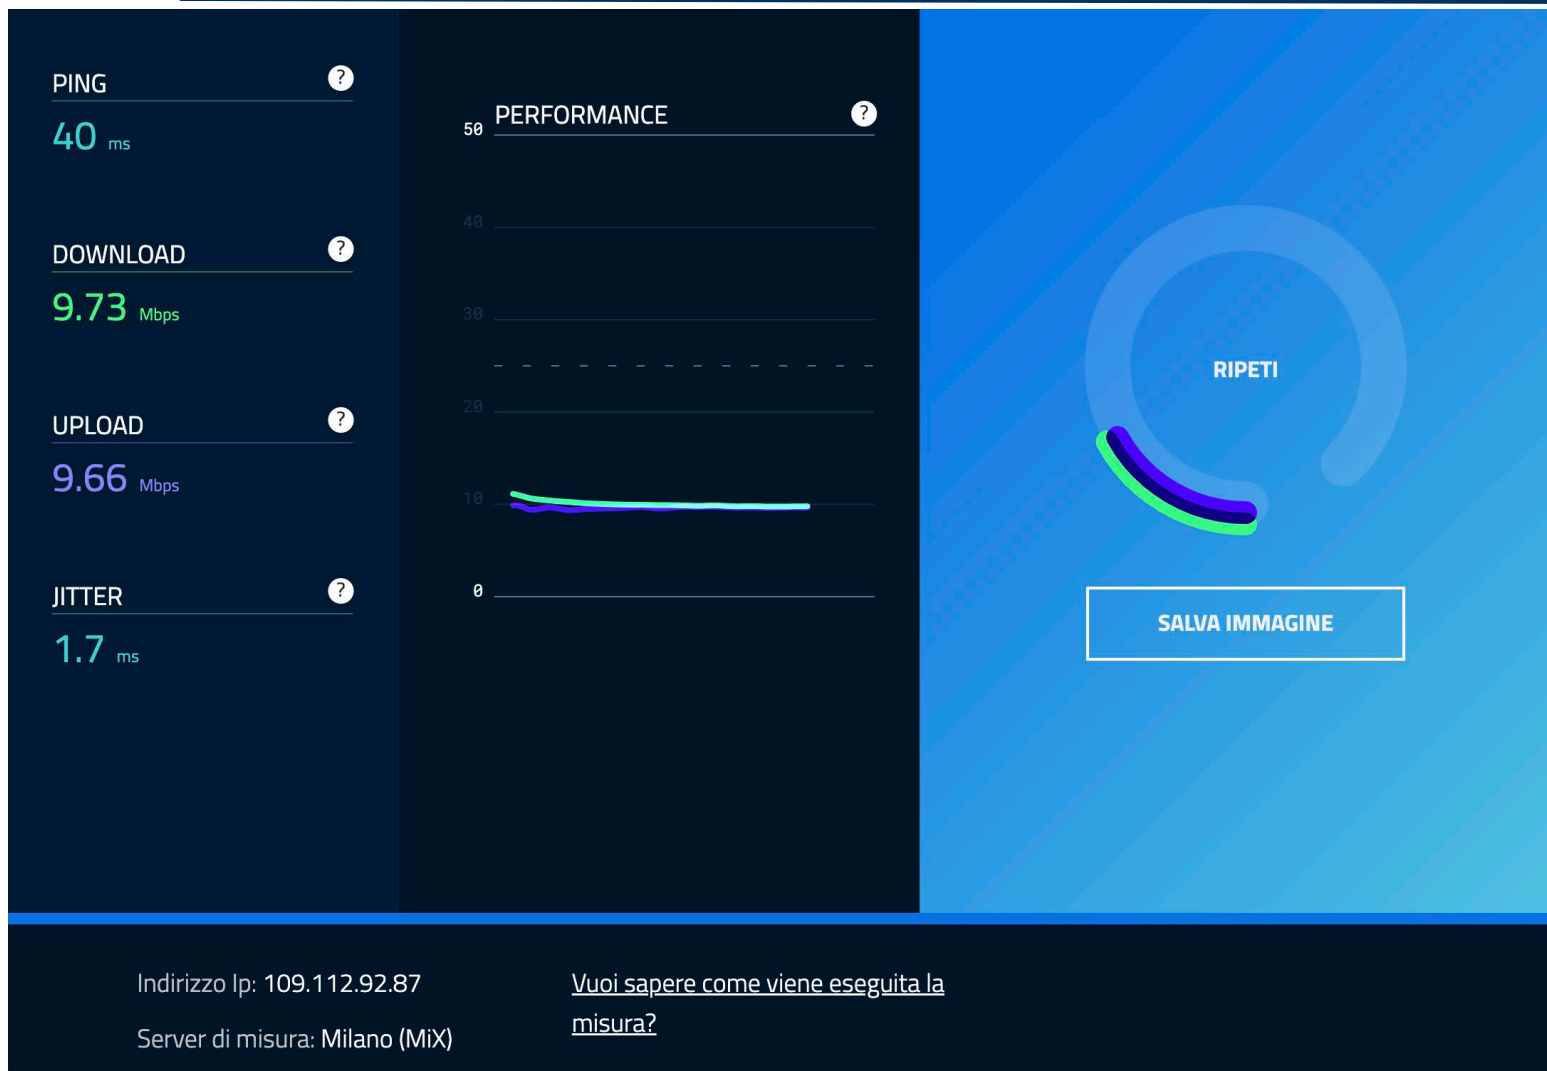 PING ?
40 ms
DOWNLOAD ?
9.73 Mbps
UPLOAD ?
9.66 Mbps
JITTER ?
1.7 ms
PERFORMANCE ?
50
40
30
20
10
0
RIPETI
SALVA IMMAGINE
Indirizzo Ip: 109.112.92.87
Server di misura: Milano (MiX)
Vuoi sapere come viene eseguita la
misura?